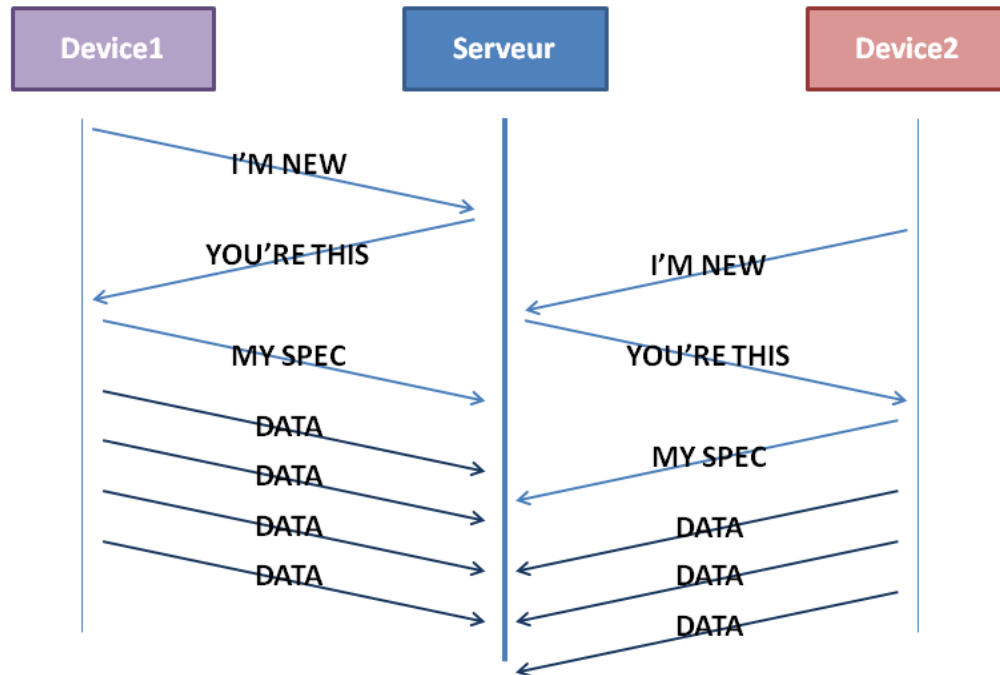 Device1
Serveur
Device2
I'M NEW
YOU'RE THIS
I'M NEW
MY SPEC
YOU'RE THIS
DATA
MY SPEC
DATA
DATA
DATA
DATA
DATA
DATA